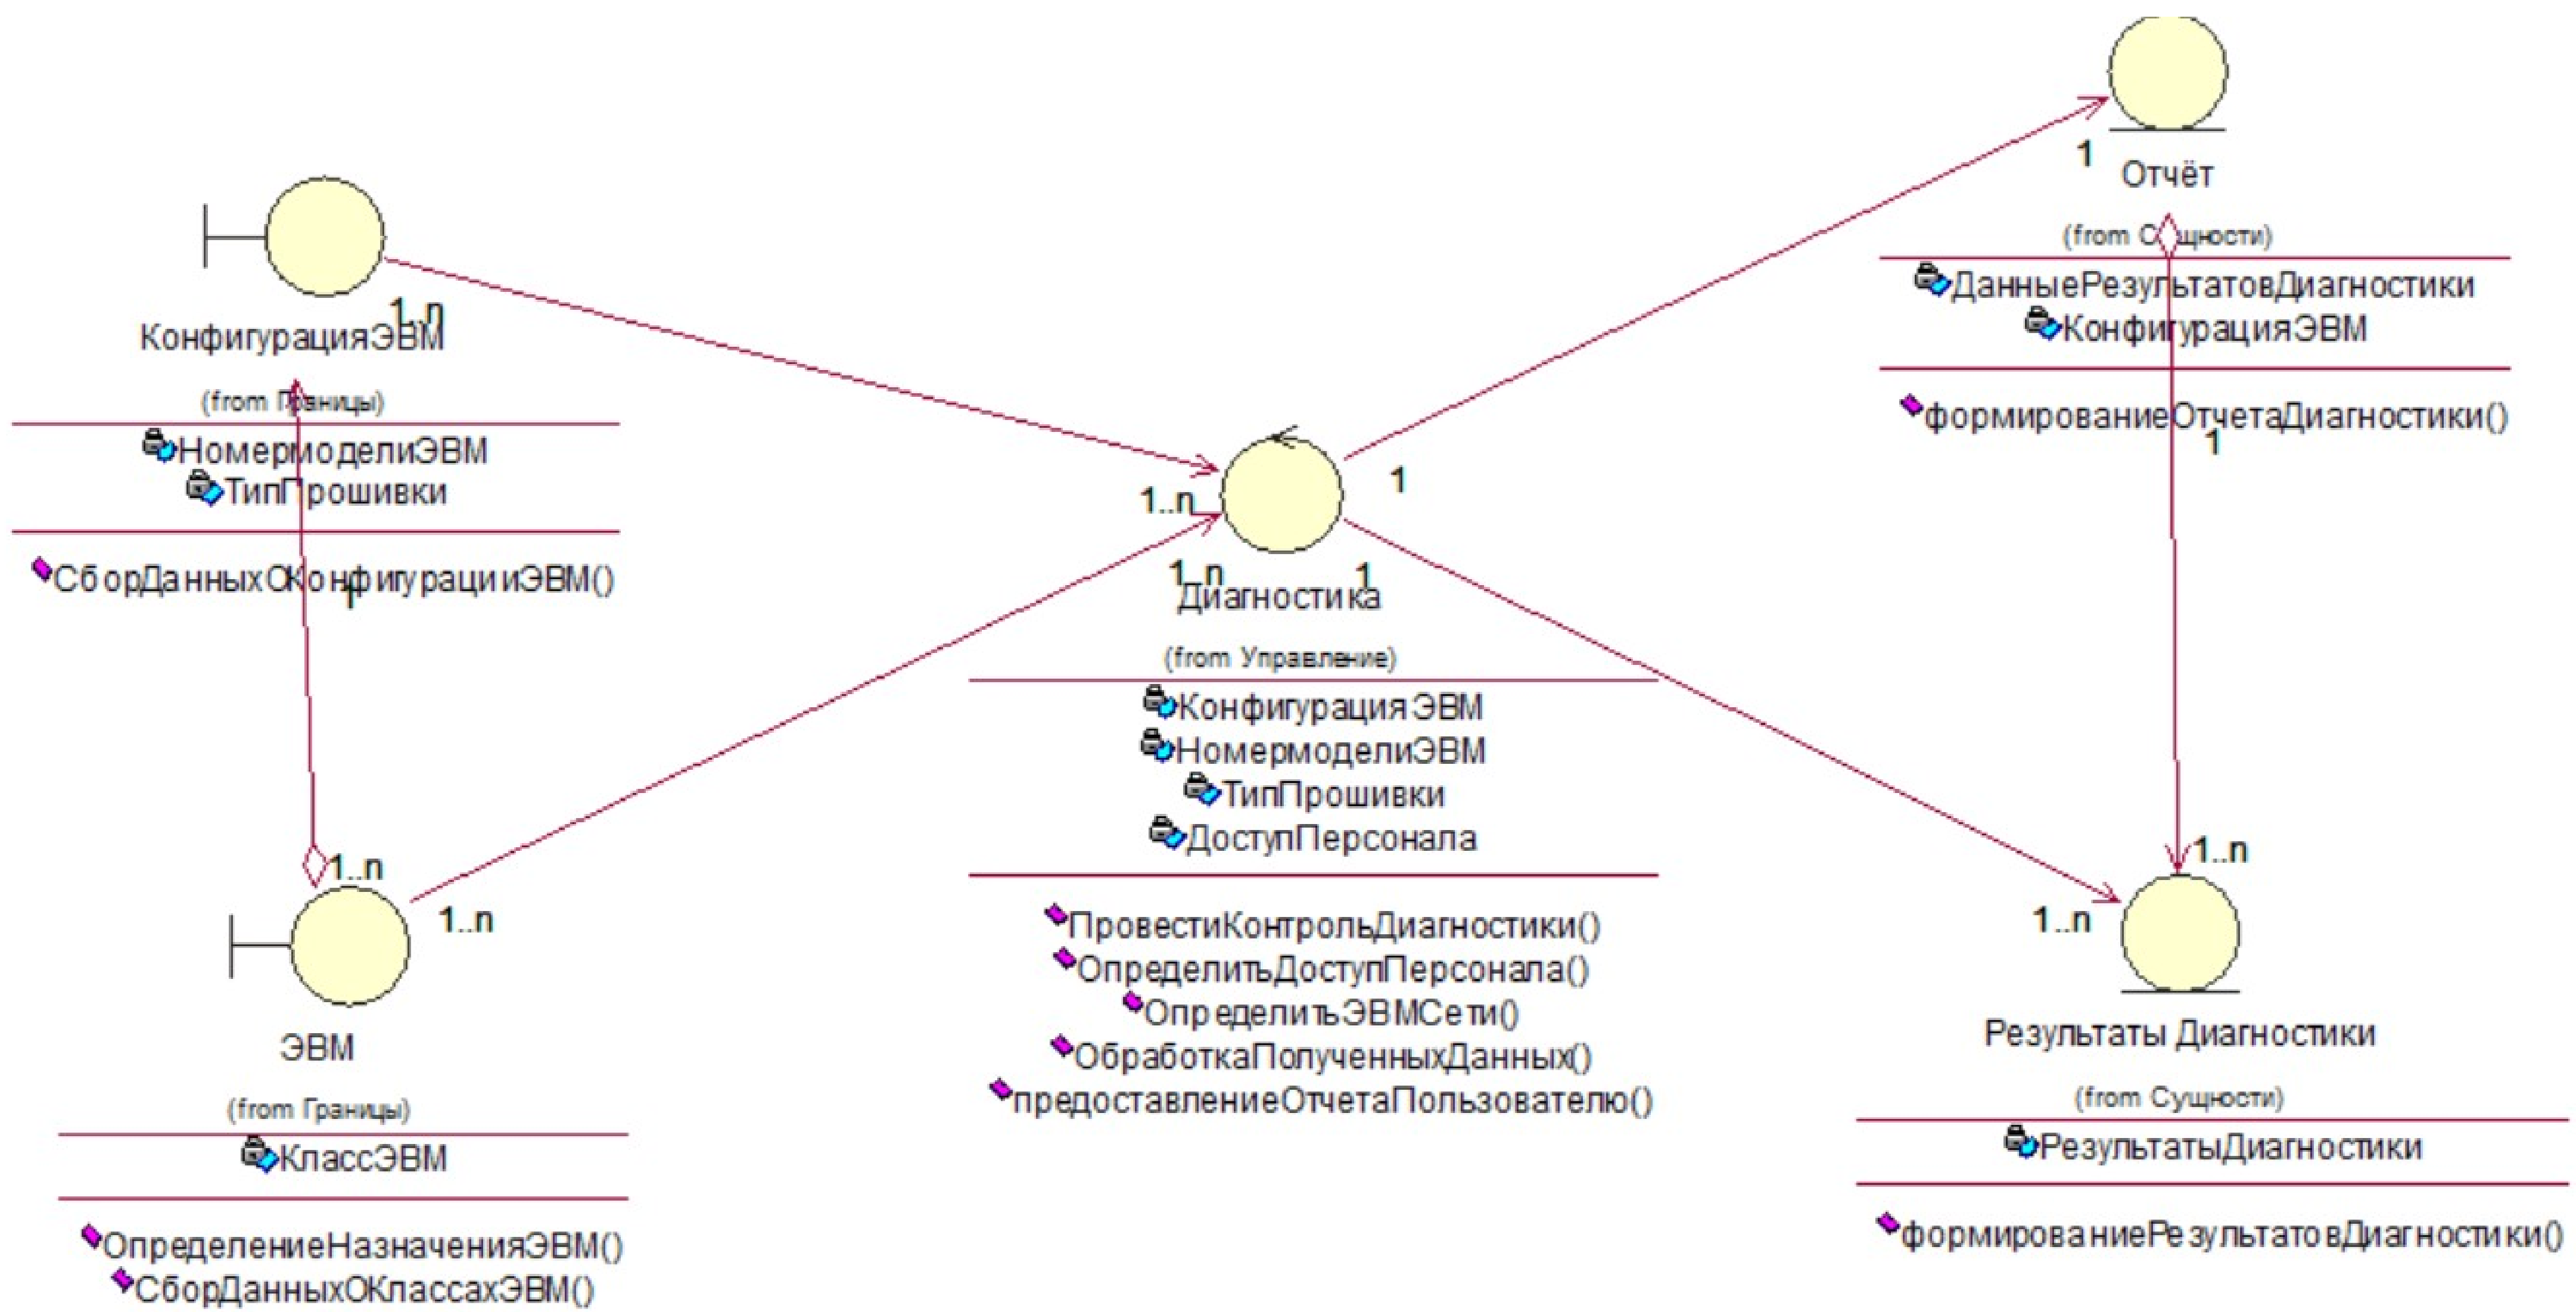 КонфигурацияЭВМ
1..n
(from Границы)
НомермоделиЭВМ
ТипПрошивки
СборДанныхОКонфигурацииЭВМ()
1
1..n
1..n
ЭВМ
(from Границы)
КлассЭВМ
ОпределениеНазначенияЭВМ()
СборДанныхОКлассахЭВМ()
1..n
1
1..n
1
Диагностика
(from Управление)
КонфигурацияЭВМ
НомермоделиЭВМ
ТипПрошивки
ДоступПерсонала
ПровестиКонтрольДиагностики()
ОпределитьДоступПерсонала()
ОпределитьЭВМСети()
ОбработкаПолученныхДанных()
предоставлениеОтчетаПользователю()
1
Отчёт
(from Сущности)
ДанныеРезультатовДиагностики
КонфигурацияЭВМ
формированиеОтчетаДиагностики()
1
1..n
1..n
Результаты Диагностики
(from Сущности)
РезультатыДиагностики
формированиеРезультатовДиагностики()